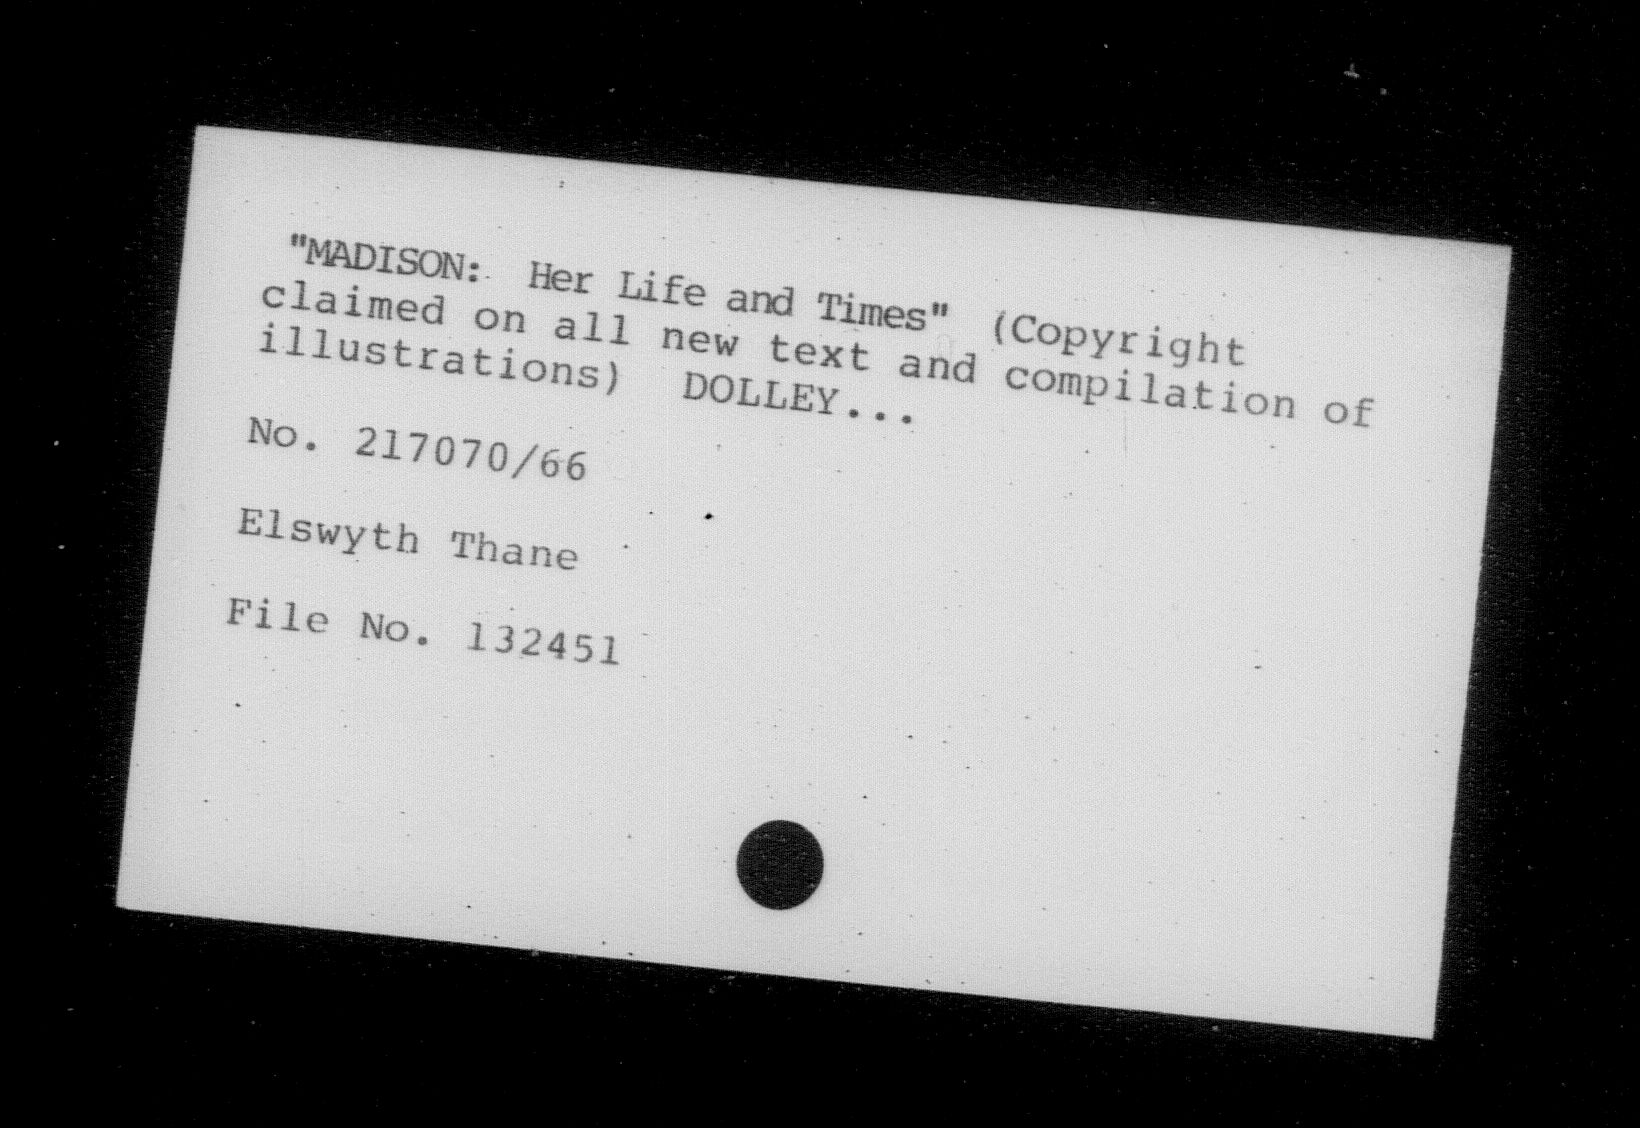 "MADISON: Her Life and Times" (Copyright
claimed on all new text and compilation of
illustrations) DOLLEY...
No. 217070/66
Elswyth Thane
File No. 132451